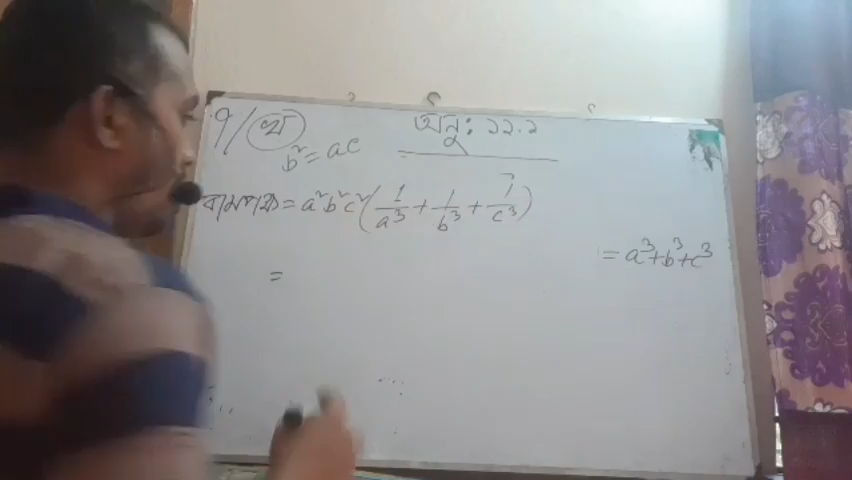 ৭/ খ অনু: ১১.১
b² = ac
বামপক্ষ = a²b²c²(1/a³ + 1/b³ + 1/c³)
= a³+b³+c³
=